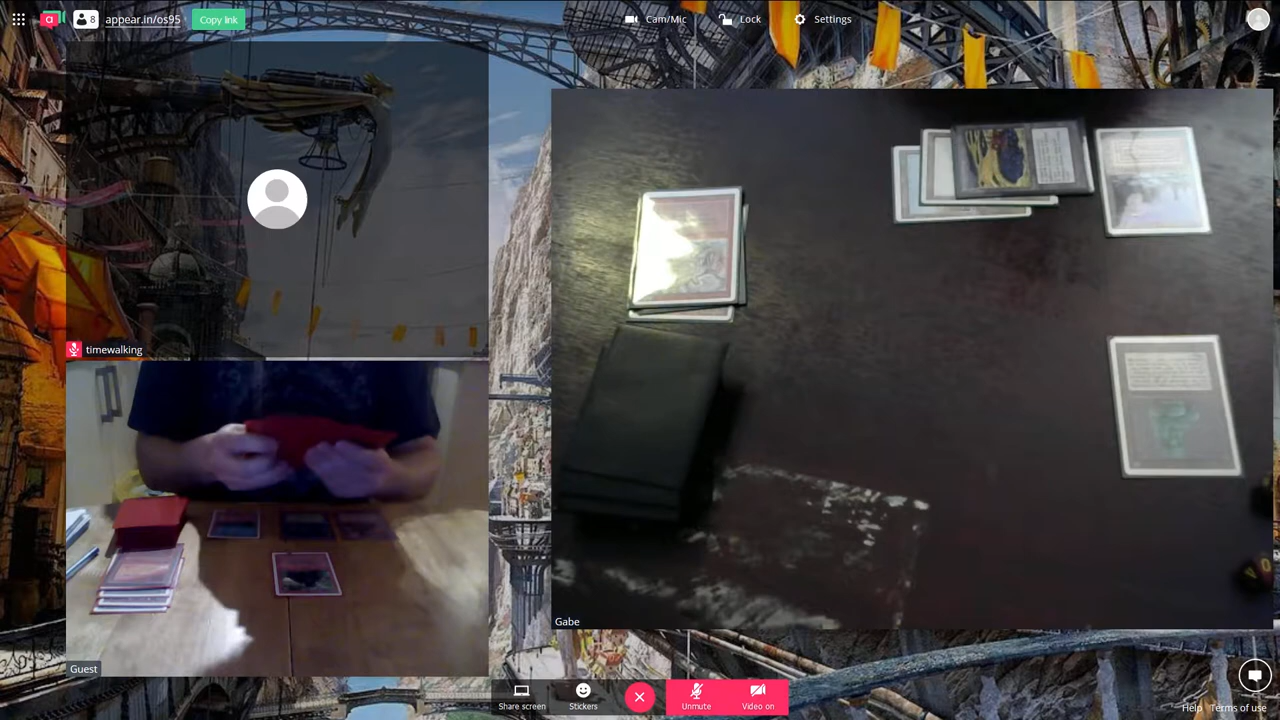 8
appear.in/os95
Copy link
Cam/Mic
Lock
Settings
timewalking
Gabe
Guest
Share screen
Stickers
Unmute
Video on
Help
Terms of use